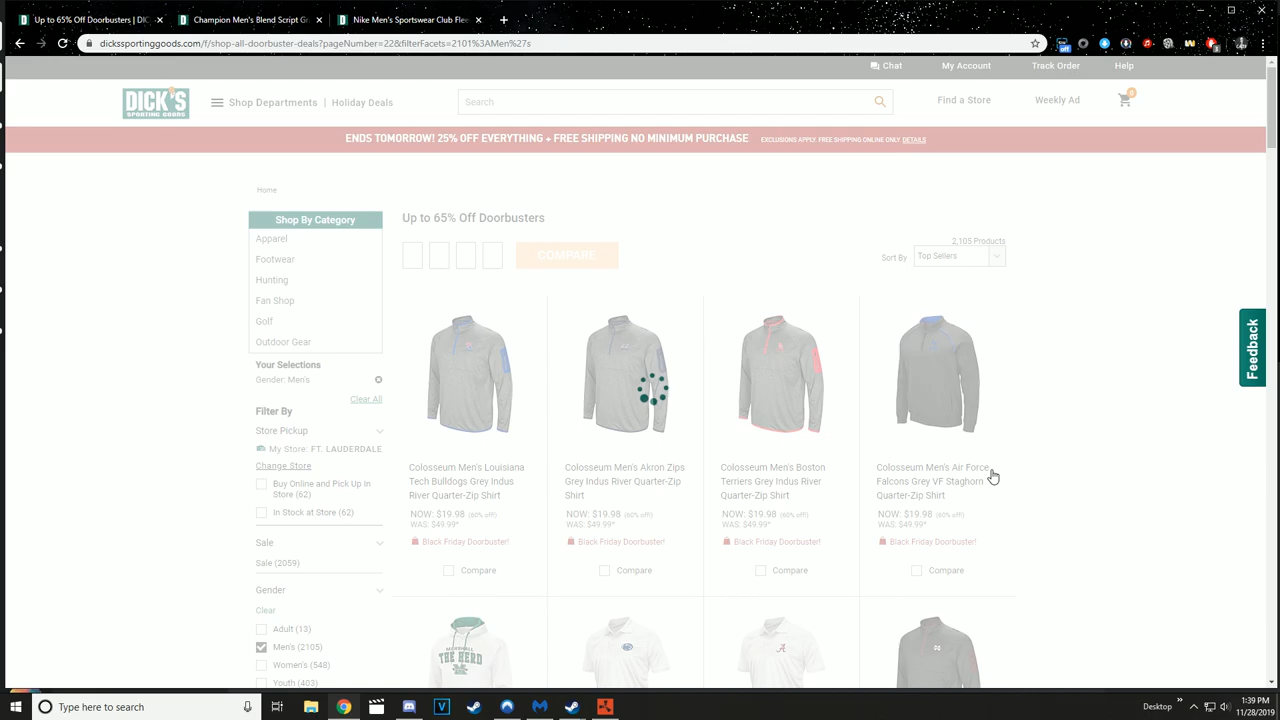 Up to 65% Off Doorbusters | DICK
Champion Men's Shop Departme
Nike Men's Sportswear Club Flee
dickssportinggoods.com/f/shop-all-doorbuster-deals?pageNumber=22&filterFacets=2101%3AMen%27s
Chat My Account Track Order Help
DICK'S
SPORTING GOODS
Shop Departments | Holiday Deals
Search
Find a Store Weekly Ad
0
ENDS TOMORROW! 25% OFF EVERYTHING + FREE SHIPPING NO MINIMUM PURCHASE EXCLUSIONS APPLY. FREE SHIPPING ONLINE ONLY. DETAILS
Home
Shop By Category
Apparel
Footwear
Hunting
Fan Shop
Golf
Outdoor Gear
Your Selections
Gender: Men's
Clear All
Filter By
Store Pickup
My Store: FT. LAUDERDALE
Change Store
Buy Online and Pick Up In
Store (62)
In Stock at Store (62)
Sale
Sale (2059)
Gender
Clear
Adult (13)
Men's (2105)
Women's (548)
Youth (403)
Up to 65% Off Doorbusters
COMPARE
2,105 Products
Sort By Top Sellers
Colosseum Men's Louisiana
Tech Bulldogs Grey Indus
River Quarter-Zip Shirt
NOW: $19.98 (60% off!)
WAS: $49.99*
Black Friday Doorbuster!
Compare
Colosseum Men's Akron Zips
Grey Indus River Quarter-Zip
Shirt
NOW: $19.98 (60% off!)
WAS: $49.99*
Black Friday Doorbuster!
Compare
Colosseum Men's Boston
Terriers Grey Indus River
Quarter-Zip Shirt
NOW: $19.98 (60% off!)
WAS: $49.99*
Black Friday Doorbuster!
Compare
Colosseum Men's Air Force
Falcons Grey VF Staghorn
Quarter-Zip Shirt
NOW: $19.98 (60% off!)
WAS: $49.99*
Black Friday Doorbuster!
Compare
MARSHALL
THE HERD
Feedback
Type here to search
Desktop
1:39 PM
11/28/2019